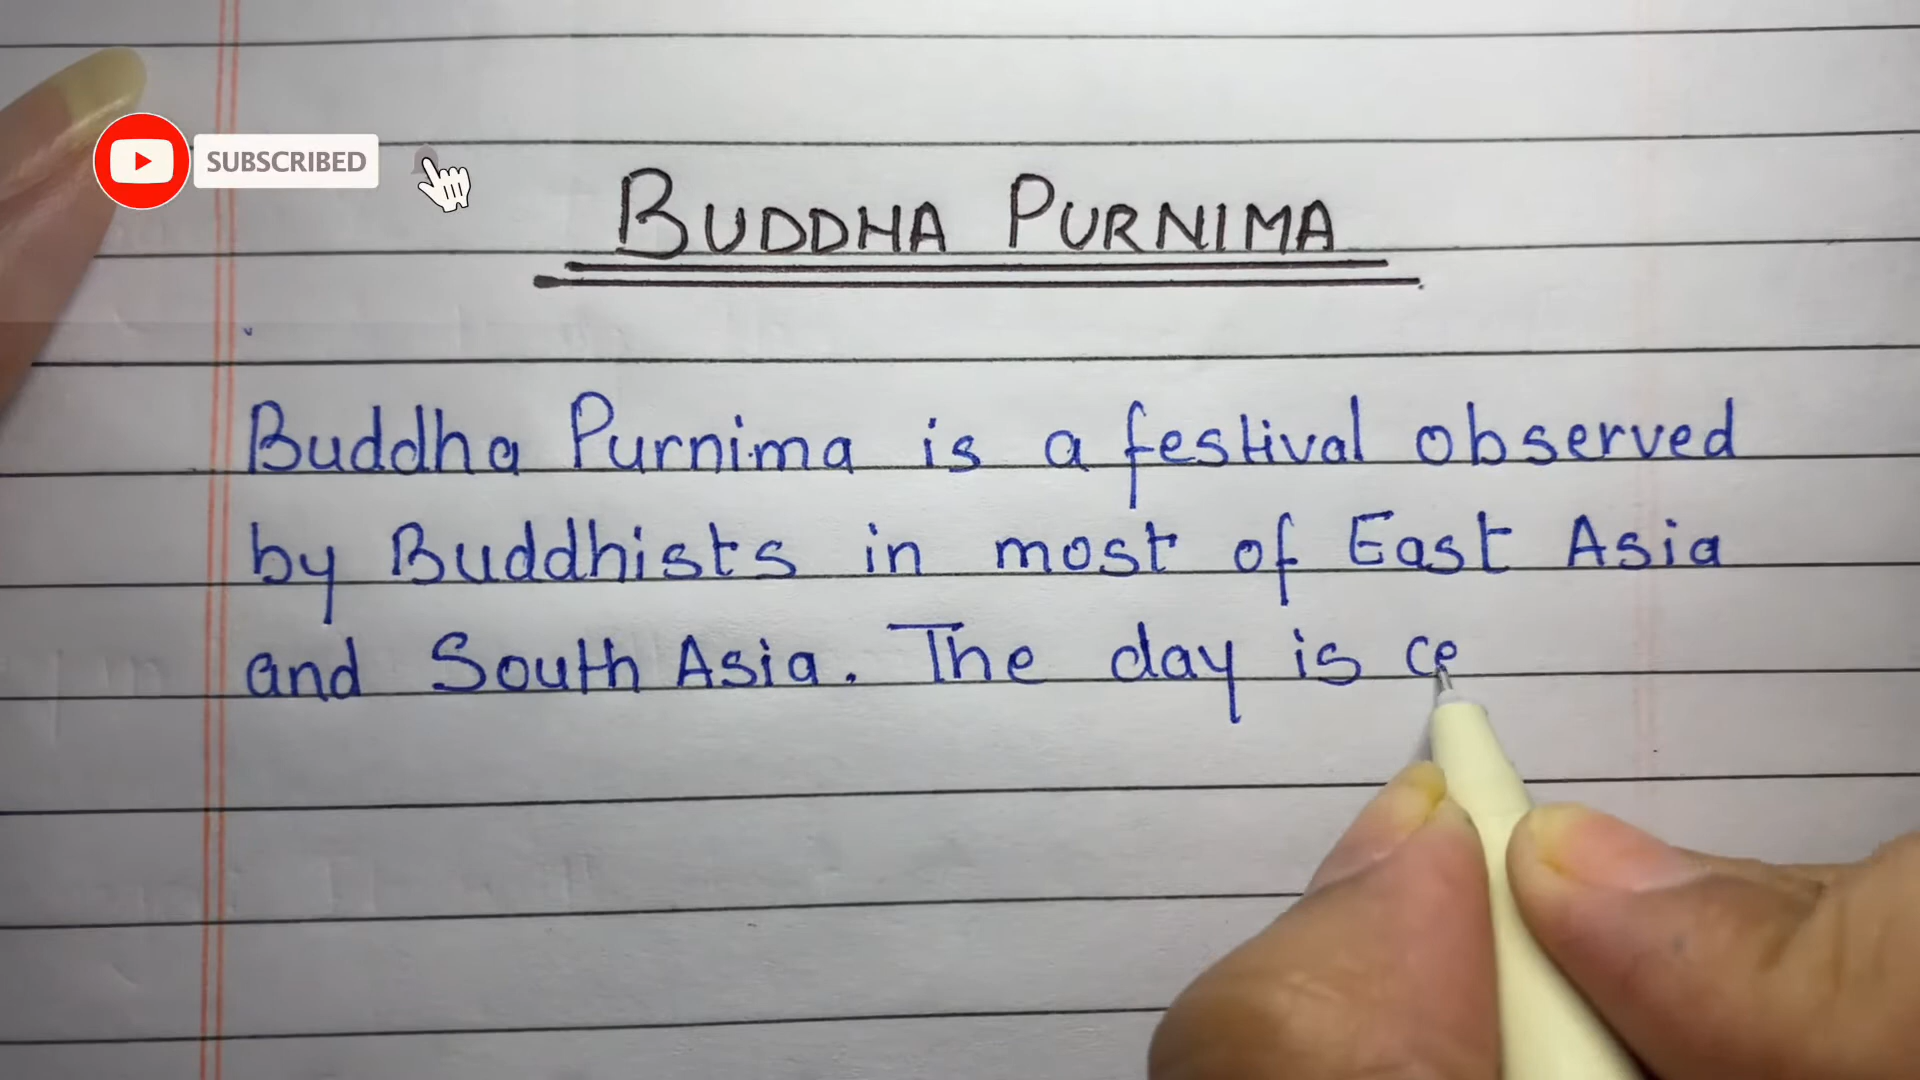 SUBSCRIBED
BUDDHA PURNIMA
Buddha Purnima is a festival observed
by Buddhists in most of East Asia
and South Asia. The day is ce